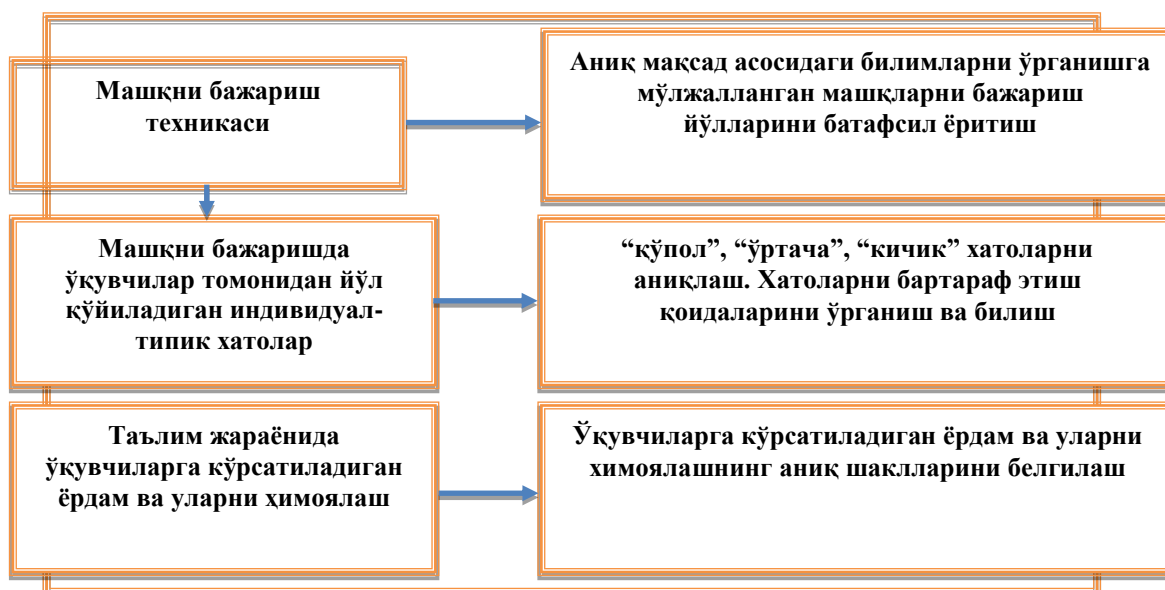 Машқни бажариш
техникаси
Аниқ мақсад асосидаги билимларни ўрганишга
мўлжалланган машқларни бажариш
йўлларини батафсил ёритиш
Машқни бажаришда
ўқувчилар томонидан йўл
қўйиладиган индивидуал-
типик хатолар
“қўпол”, “ўртача”, “кичик” хатоларни
аниқлаш. Хатоларни бартараф этиш
қоидаларини ўрганиш ва билиш
Таълим жараёнида
ўқувчиларга кўрсатиладиган
ёрдам ва уларни ҳимоялаш
Ўқувчиларга кўрсатиладиган ёрдам ва уларни
химоялашнинг аниқ шаклларини белгилаш